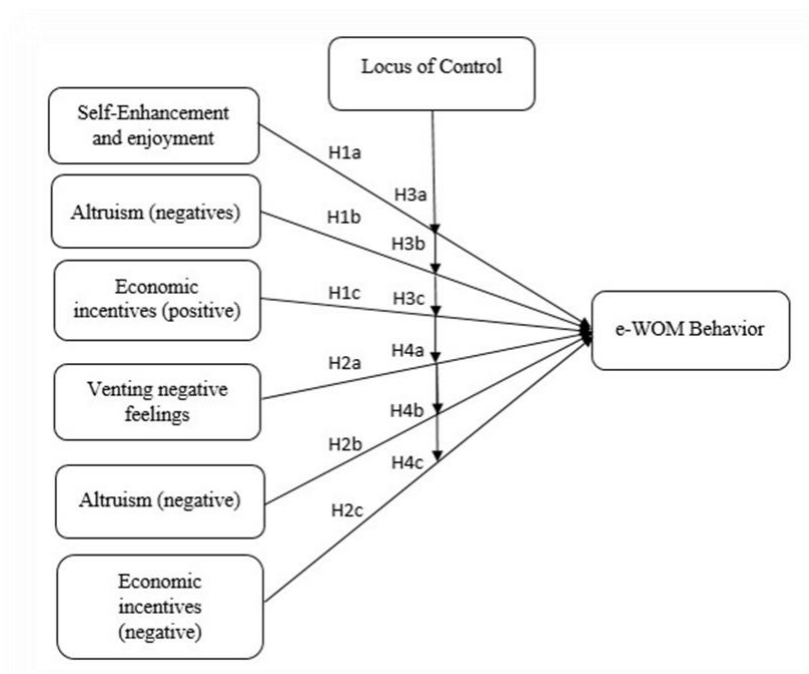 Locus of Control
Self-Enhancement
and enjoyment
H1a
H3a
Altruism (negatives)
H1b
H3b
Economic
incentives (positive)
H1c
H3c
e-WOM Behavior
H4a
H2a
Venting negative
feelings
H4b
H2b
H4c
Altruism (negative)
H2c
Economic
incentives
(negative)